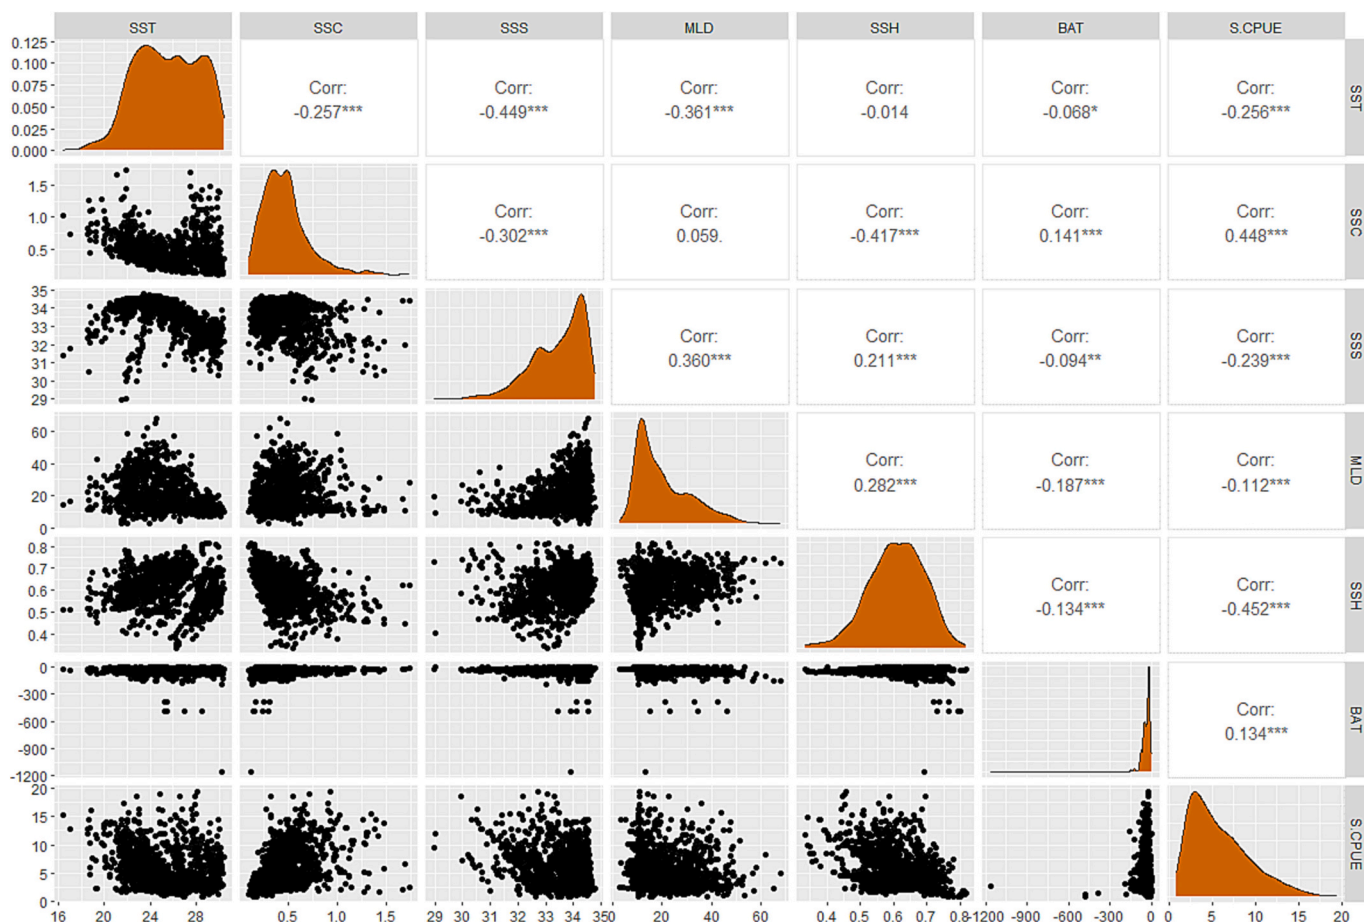 SST SSC SSS MLD SSH BAT S.CPUE
0.125
0.100
0.075
0.050
0.025
0.000
Corr: Corr: Corr: Corr: Corr: Corr:
-0.257*** -0.449*** -0.361*** -0.014 -0.068* -0.256***
SST
1.5
1.0
0.5
Corr: Corr: Corr: Corr: Corr:
-0.302*** 0.059. -0.417*** 0.141*** 0.448***
SSC
35
34
33
32
31
30
29
Corr: Corr: Corr: Corr:
0.360*** 0.211*** -0.094** -0.239***
SSS
60
40
20
0
Corr: Corr: Corr:
0.282*** -0.187*** -0.112***
MLD
0.8
0.7
0.6
0.5
0.4
Corr: Corr:
-0.134*** -0.452***
SSH
0
-300
-600
-900
-1200
Corr:
0.134***
BAT
20
15
10
5
0
S.CPUE
16 20 24 28 0.5 1.0 1.5 29 30 31 32 33 34 35 0 20 40 60 0.4 0.5 0.6 0.7 0.8 -1200 -900 -600 -300 0 5 10 15 20